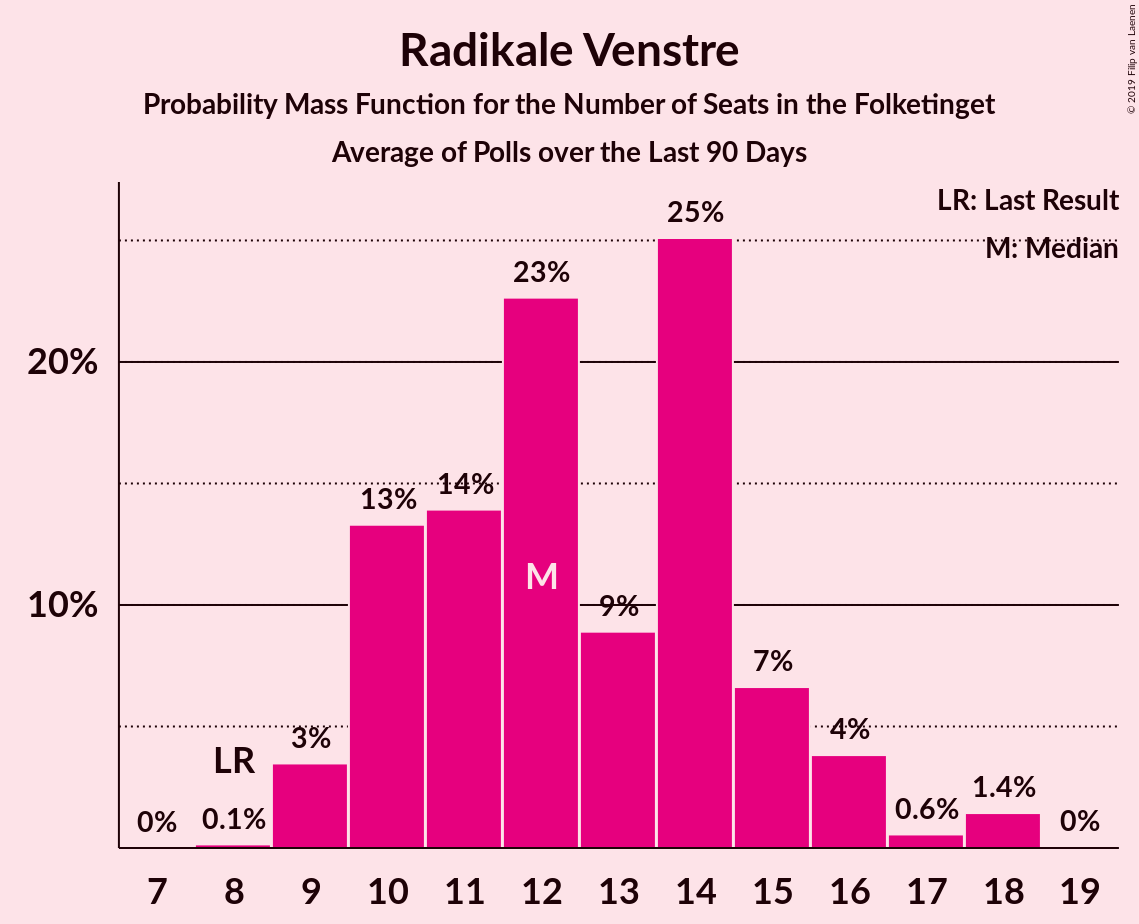 Radikale Venstre
Probability Mass Function for the Number of Seats in the Folketinget
Average of Polls over the Last 90 Days
© 2019 Filip van Laenen
LR: Last Result
M: Median
25%
23%
20%
14%
13%
M
10%
9%
7%
3%
4%
LR
1.4%
0.6%
0%
0.1%
0%
7 8 9 10 11 12 13 14 15 16 17 18 19